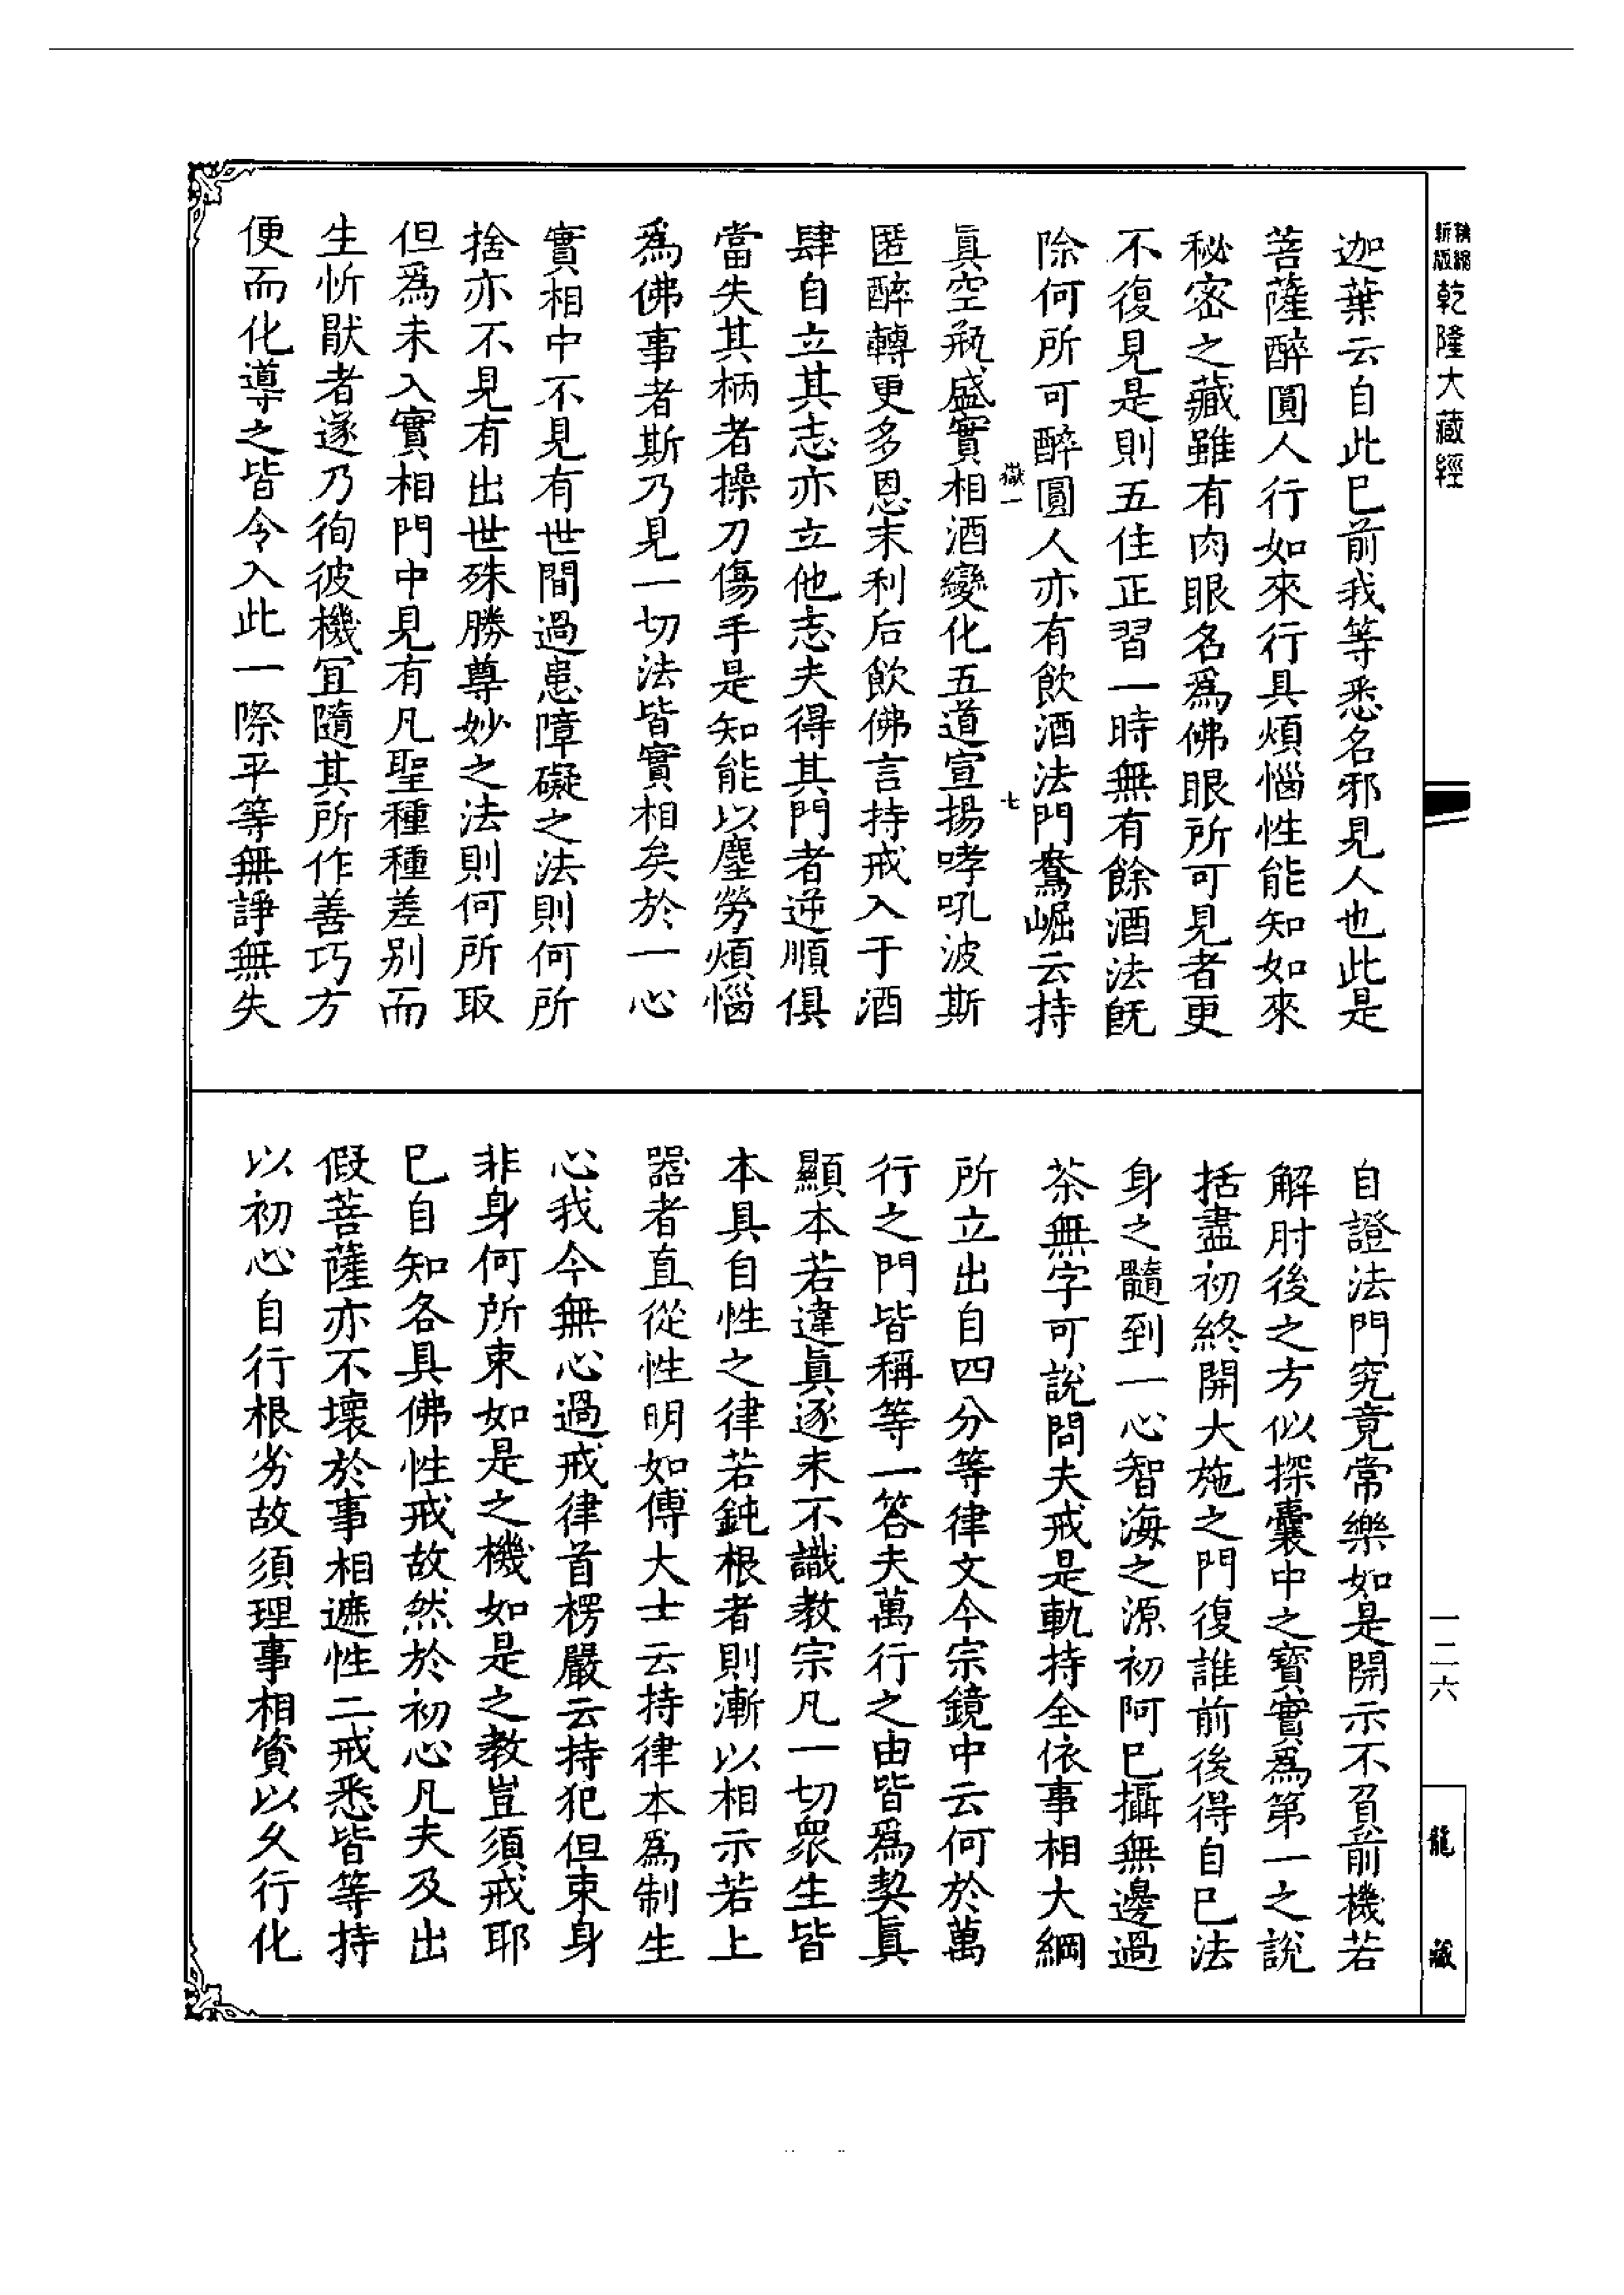 新版精縮乾隆大藏經
迦葉云自此巳前我等悉名邪見人也此是
菩薩醉圓人行如來行具煩惱性能知如來
秘密之藏雖有肉眼名爲佛眼所可見者更
不復見是則五住正習一時無有餘酒法旣
除何所可醉圓人亦有飲酒法門鴦崛云持
嶽一
七
眞空瓶盛實相酒變化五道宣揚哮吼波斯
匿醉轉更多恩末利后飲佛言持戒入于酒
肆自立其志亦立他志夫得其門者逆順俱
當失其柄者操刀傷手是知能以塵勞煩惱
爲佛事者斯乃見一切法皆實相矣於一心
實相中不見有世間過患障礙之法則何所
捨亦不見有出世殊勝尊妙之法則何所取
但爲未入實相門中見有凡聖種種差別而
生忻猒者遂乃徇彼機宜隨其所作善巧方
便而化導之皆令入此一際平等無諍無失
一二六
龍藏
自證法門究竟常樂如是開示不負前機若
解肘後之方似探囊中之寶實爲第一之說
括盡初終開大施之門復誰前後得自巳法
身之髓到一心智海之源初阿巳攝無邊過
茶無字可說問夫戒是軌持全依事相大綱
所立出自四分等律文今宗鏡中云何於萬
行之門皆稱等一答夫萬行之由皆爲契眞
顯本若違眞逐末不識教宗凡一切衆生皆
本具自性之律若鈍根者則漸以相示若上
器者直從性明如傅大士云持律本爲制生
心我今無心過戒律首楞嚴云持犯但束身
非身何所束如是之機如是之教豈須戒耶
巳自知各具佛性戒故然於初心凡夫及出
假菩薩亦不壞於事相遮性二戒悉皆等持
以初心自行根劣故須理事相資以久行化